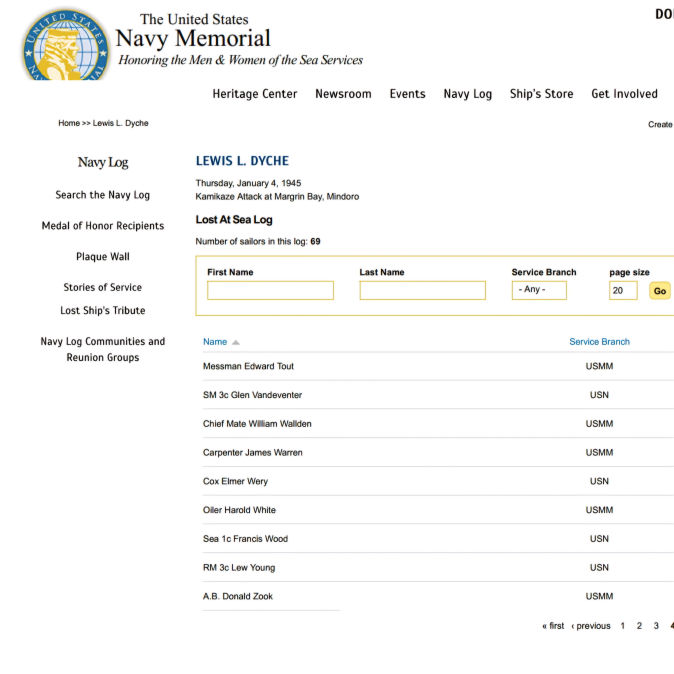 UNITED STATES
NAVY MEMORIAL
DO
The United States
Navy Memorial
Honoring the Men & Women of the Sea Services
Heritage Center Newsroom Events Navy Log Ship's Store Get Involved
Home >> Lewis L. Dyche
Create
Navy Log
Search the Navy Log
Medal of Honor Recipients
Plaque Wall
Stories of Service
Lost Ship's Tribute
Navy Log Communities and
Reunion Groups
LEWIS L. DYCHE
Thursday, January 4, 1945
Kamikaze Attack at Margrin Bay, Mindoro
Lost At Sea Log
Number of sailors in this log: 69
First Name Last Name Service Branch page size
- Any - 20 Go
Name Service Branch
Messman Edward Tout USMM
SM 3c Glen Vandeventer USN
Chief Mate William Wallden USMM
Carpenter James Warren USMM
Cox Elmer Wery USN
Oiler Harold White USMM
Sea 1c Francis Wood USN
RM 3c Lew Young USN
A.B. Donald Zook USMM
« first ‹ previous 1 2 3 4